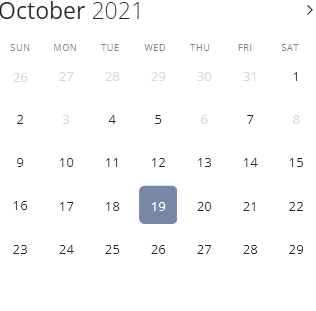 October 2021
SUN MON TUE WED THU FRI SAT
26 27 28 29 30 31 1
2 3 4 5 6 7 8
9 10 11 12 13 14 15
16 17 18 19 20 21 22
23 24 25 26 27 28 29